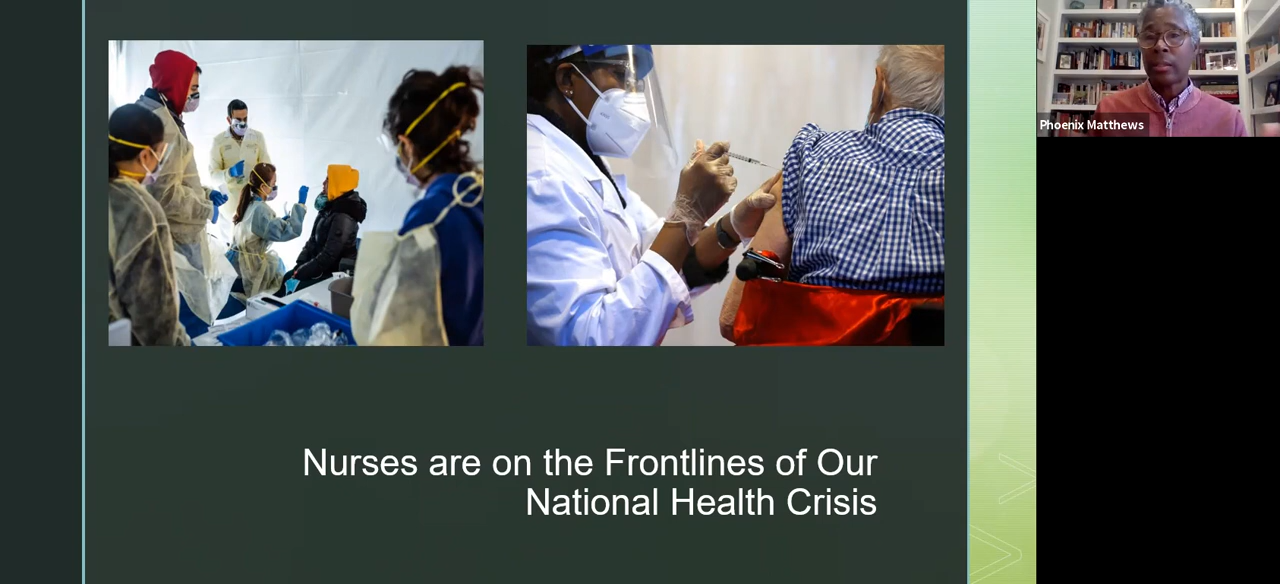 Phoenix Matthews
Nurses are on the Frontlines of Our
National Health Crisis